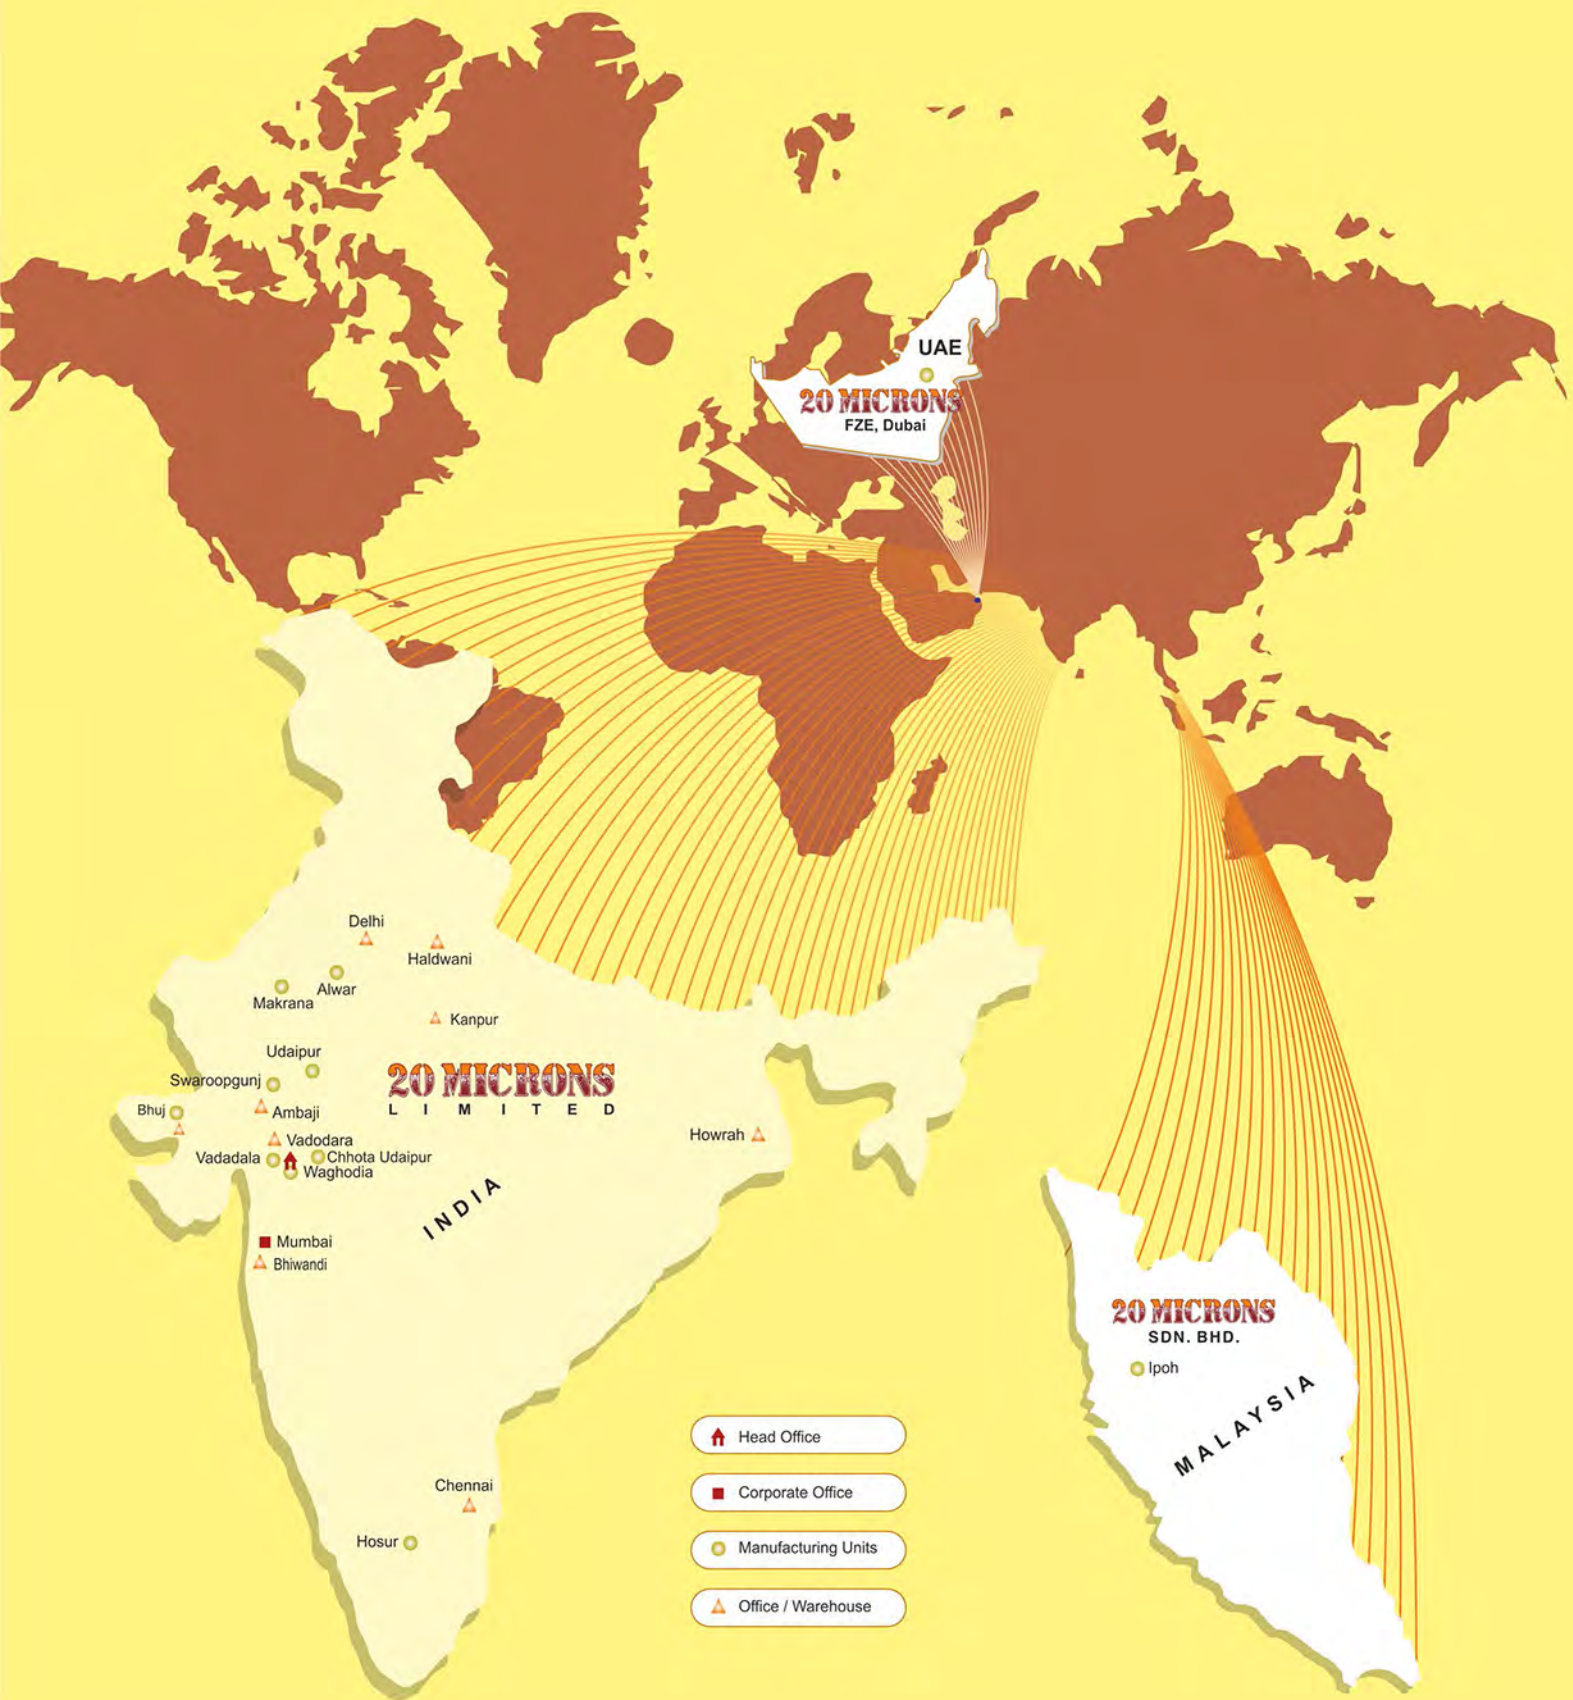 UAE
20 MICRONS
FZE, Dubai
Delhi
Haldwani
Alwar
Makrana
Kanpur
Udaipur
20 MICRONS
LIMITED
Swaroopgunj
Bhuj
Ambaji
Howrah
Vadodara
Vadadala
Chhota Udaipur
Waghodia
INDIA
Mumbai
Bhiwandi
20 MICRONS
SDN. BHD.
Ipoh
MALAYSIA
Head Office
Corporate Office
Manufacturing Units
Office / Warehouse
Chennai
Hosur